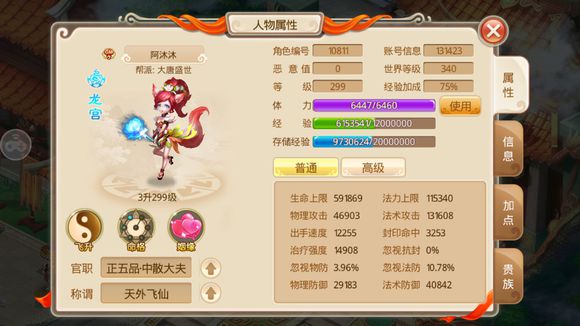 人物属性
阿沐沐
帮派: 大唐盛世
龙宫
3升299级
飞升 命格 姻缘
官职 正五品·中散大夫
称谓 天外飞仙
角色编号 10811 账号信息 131423
恶意值 0 世界等级 340
等级 299 经验加成 75%
体力 6447/6460 使用
经验 6153541/12000000
存储经验 9730624/12000000
普通 高级
生命上限 591869 法力上限 115340
物理攻击 46903 法术攻击 131608
出手速度 12255 封印命中 3253
治疗强度 14908 忽视抗封 0%
忽视物防 3.96% 忽视法防 10.78%
物理防御 29183 法术防御 40842
属性
信息
加点
贵族